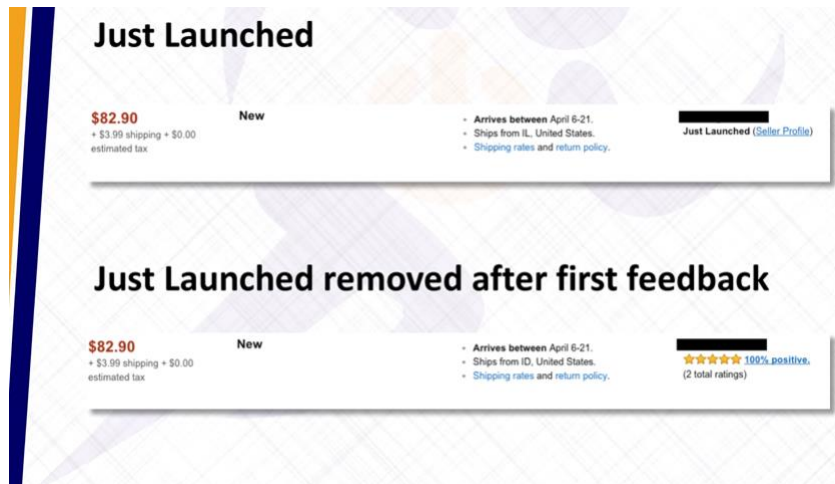 Just Launched
$82.90
+ $3.99 shipping + $0.00
estimated tax
New
Arrives between April 6-21.
Ships from IL, United States.
Shipping rates and return policy.
Just Launched (Seller Profile)
Just Launched removed after first feedback
$82.90
+ $3.99 shipping + $0.00
estimated tax
New
Arrives between April 6-21.
Ships from ID, United States.
Shipping rates and return policy.
100% positive.
(2 total ratings)